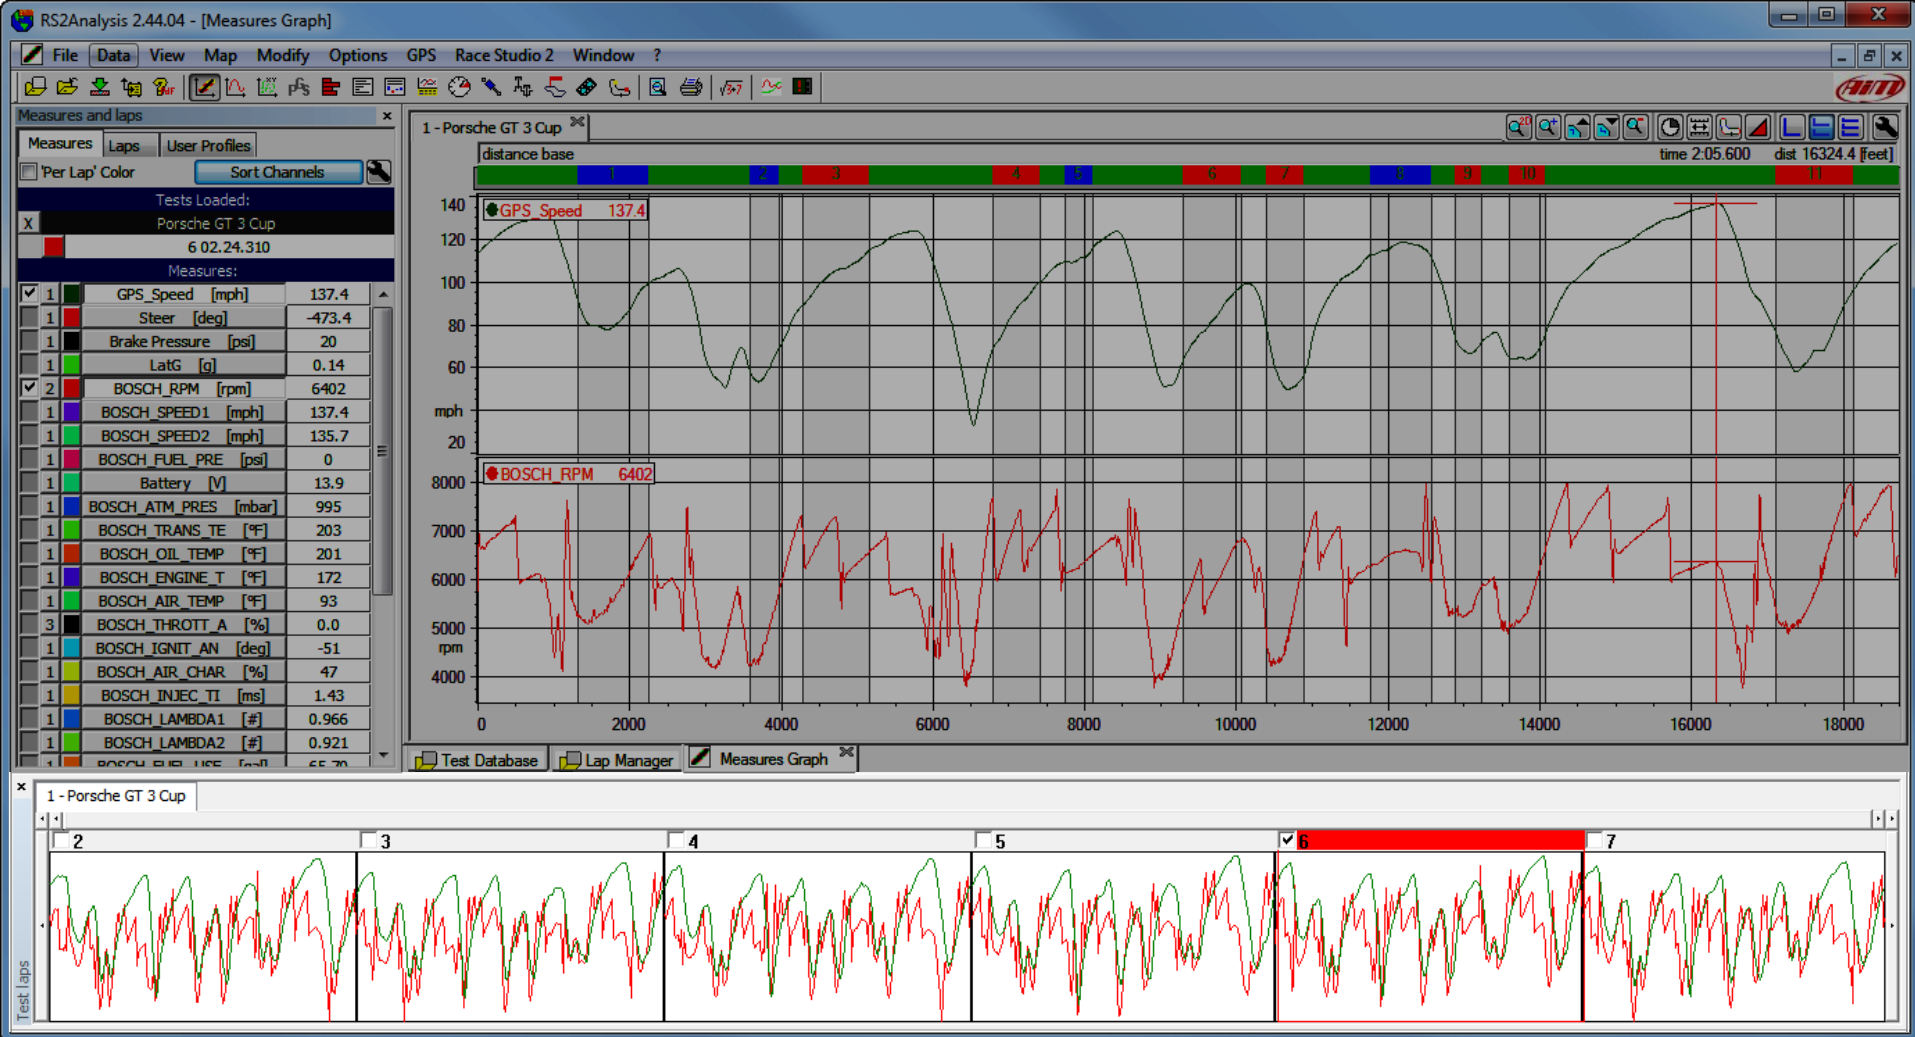 RS2Analysis 2.44.04 - [Measures Graph]
File Data View Map Modify Options GPS Race Studio 2 Window ?
AiM
Measures and laps
Measures Laps User Profiles
'Per Lap' Color Sort Channels
Tests Loaded:
X Porsche GT 3 Cup
6 02.24.310
Measures:
1 GPS_Speed [mph] 137.4
1 Steer [deg] -473.4
1 Brake Pressure [psi] 20
1 LatG [g] 0.14
2 BOSCH_RPM [rpm] 6402
1 BOSCH_SPEED1 [mph] 137.4
1 BOSCH_SPEED2 [mph] 135.7
1 BOSCH_FUEL_PRE [psi] 0
1 Battery [V] 13.9
1 BOSCH_ATM_PRES [mbar] 995
1 BOSCH_TRANS_TE [ºF] 203
1 BOSCH_OIL_TEMP [ºF] 201
1 BOSCH_ENGINE_T [ºF] 172
1 BOSCH_AIR_TEMP [ºF] 93
3 BOSCH_THROTT_A [%] 0.0
1 BOSCH_IGNIT_AN [deg] -51
1 BOSCH_AIR_CHAR [%] 47
1 BOSCH_INJEC_TI [ms] 1.43
1 BOSCH_LAMBDA1 [#] 0.966
1 BOSCH_LAMBDA2 [#] 0.921
1 BOSCH_FUEL_USE [gal] 65.70
1 - Porsche GT 3 Cup
distance base time 2:05.600 dist 16324.4 [feet]
1 2 3 4 5 6 7 8 9 10 11
GPS_Speed 137.4
140
120
100
80
60
mph
20
BOSCH_RPM 6402
8000
7000
6000
5000
rpm
4000
0 2000 4000 6000 8000 10000 12000 14000 16000 18000
Test Database Lap Manager Measures Graph
1 - Porsche GT 3 Cup
2 3 4 5 6 7
Test laps